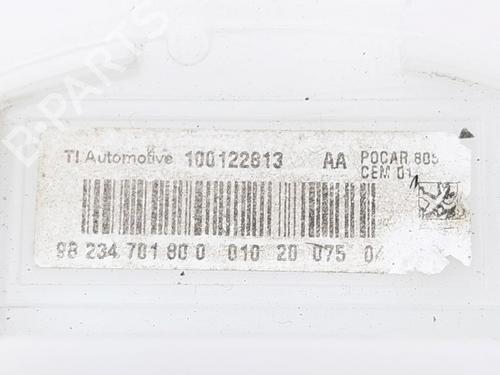 B-PARTS
TI Automotive 100122813 AA POCAR 805
CEM 01
98 234 701 80 0 010 20 075 04